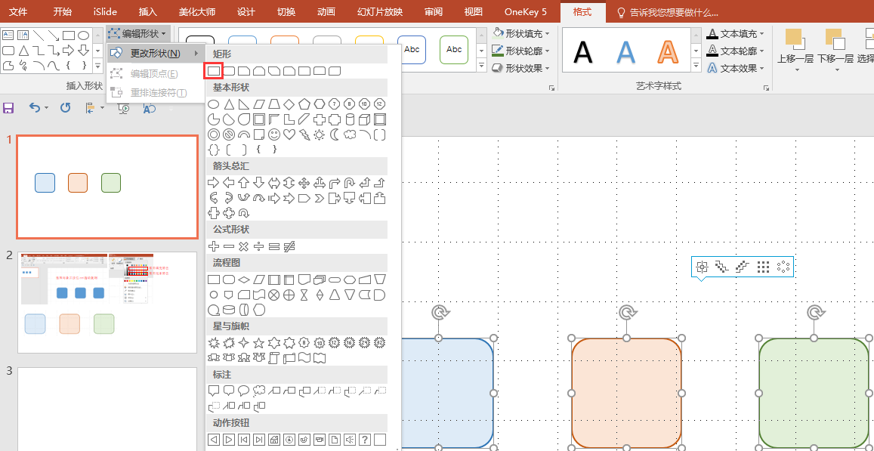 文件 开始 iSlide 插入 美化大师 设计 切换 动画 幻灯片放映 审阅 视图 OneKey 5 格式 告诉我您想要做什么...
编辑形状
更改形状(N)
编辑顶点(E)
重排连接符(T)
插入形状
Abc Abc
形状填充
形状轮廓
形状效果
A A A
文本填充
文本轮廓
文本效果
艺术字样式
上移一层 下移一层 选择
矩形
基本形状
箭头总汇
公式形状
流程图
星与旗帜
标注
动作按钮
1
2
3